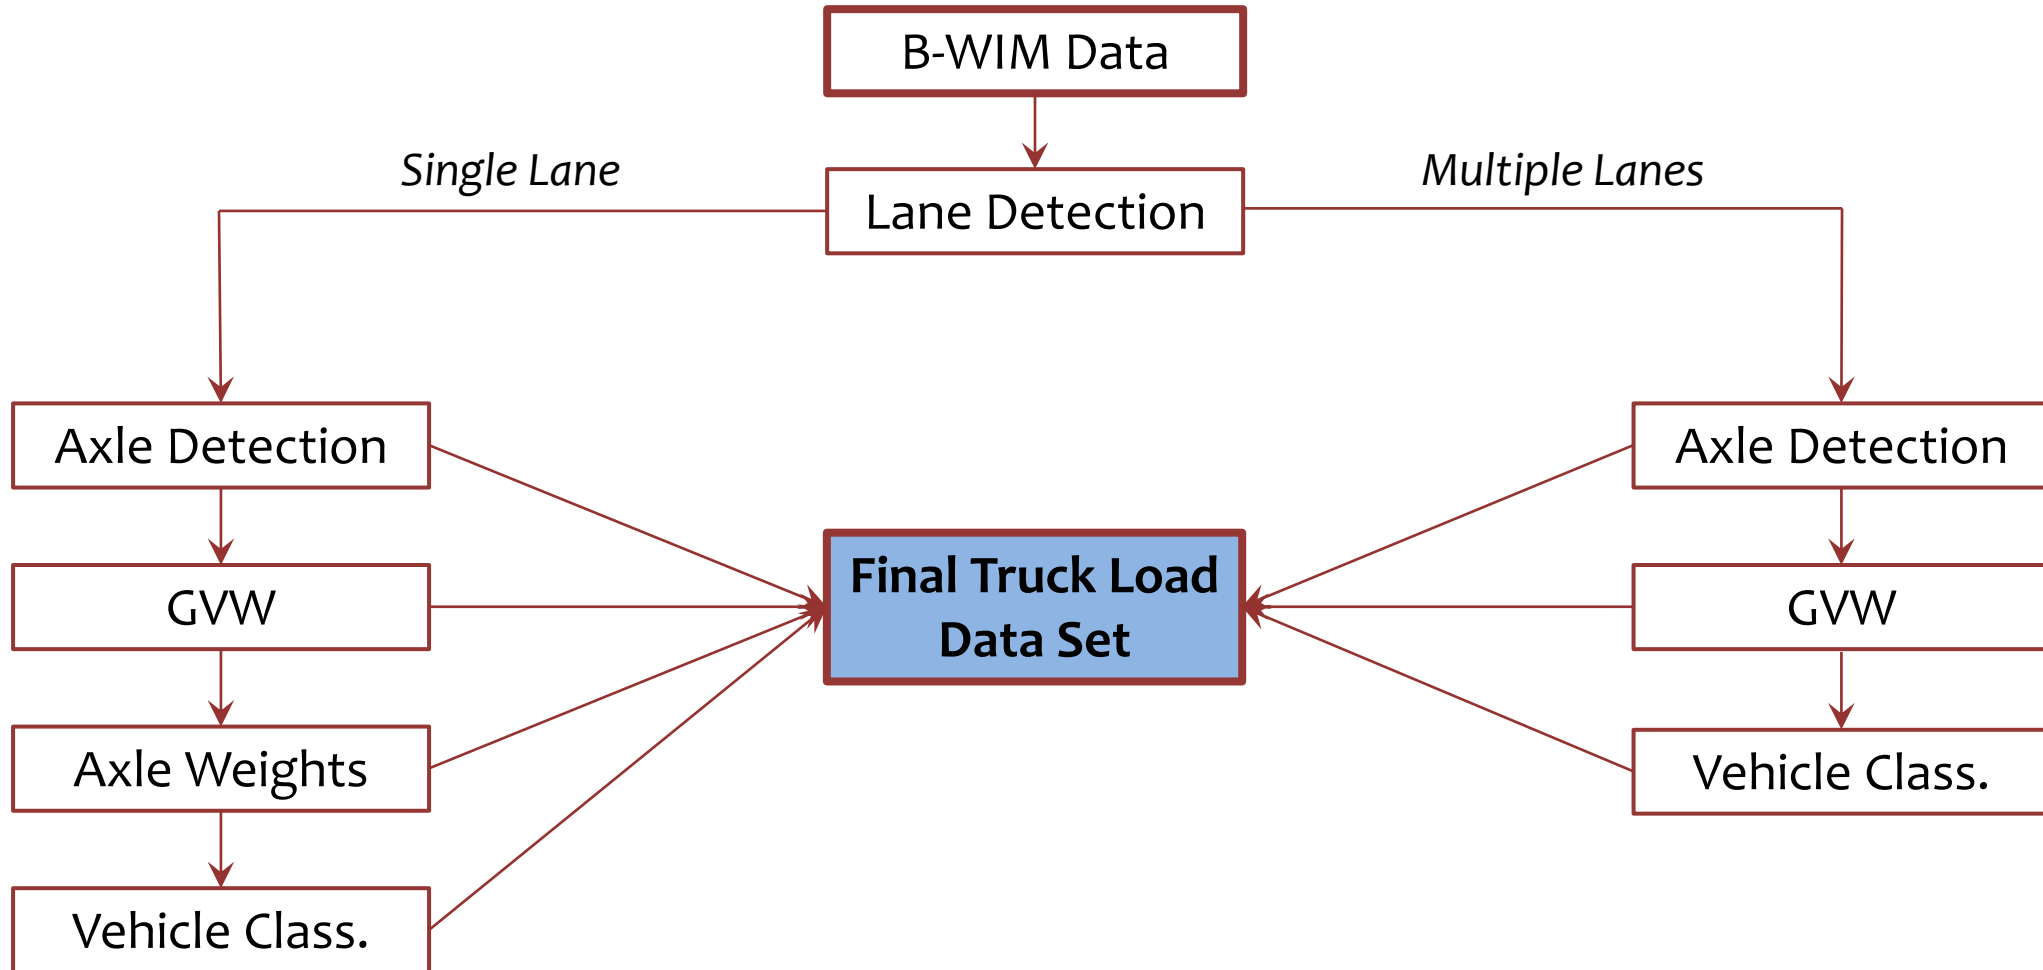 B-WIM Data
Single Lane
Multiple Lanes
Lane Detection
Axle Detection
Axle Detection
Final Truck Load
Data Set
GVW
GVW
Axle Weights
Vehicle Class.
Vehicle Class.